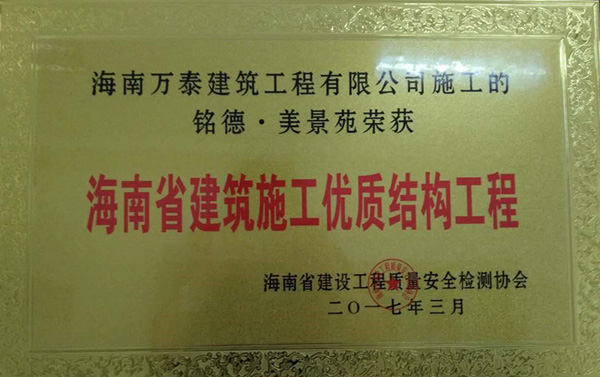 海南万泰建筑工程有限公司施工的
铭德·美景苑荣获
海南省建筑施工优质结构工程
海南省建设工程质量安全检测协会
二〇一七年三月